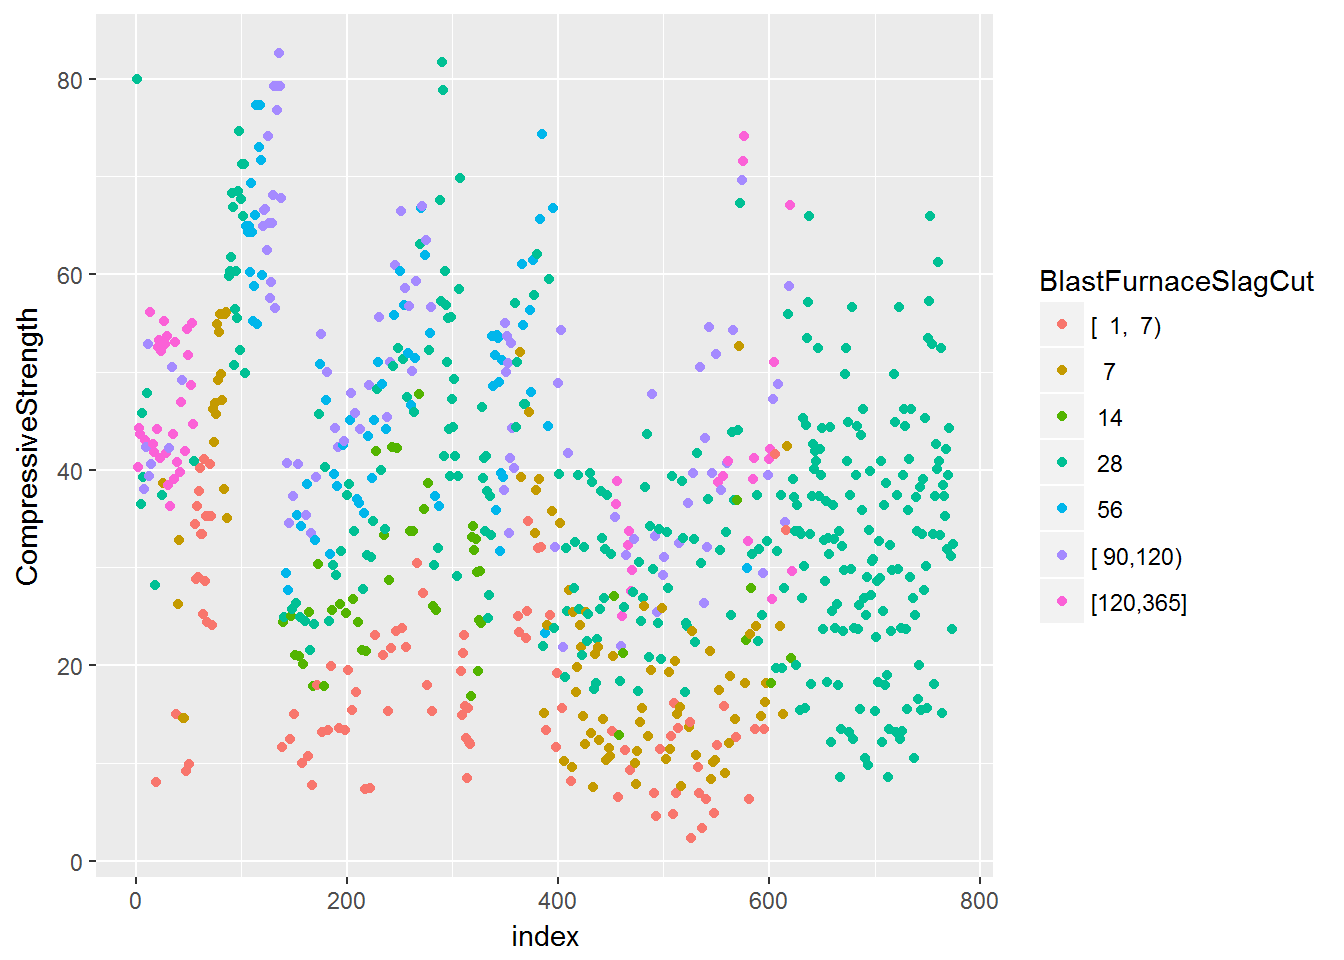 CompressiveStrength
80
60
40
20
0
0 200 400 600 800
index
BlastFurnaceSlagCut
[  1,  7)
7
14
28
56
[ 90,120)
[120,365]